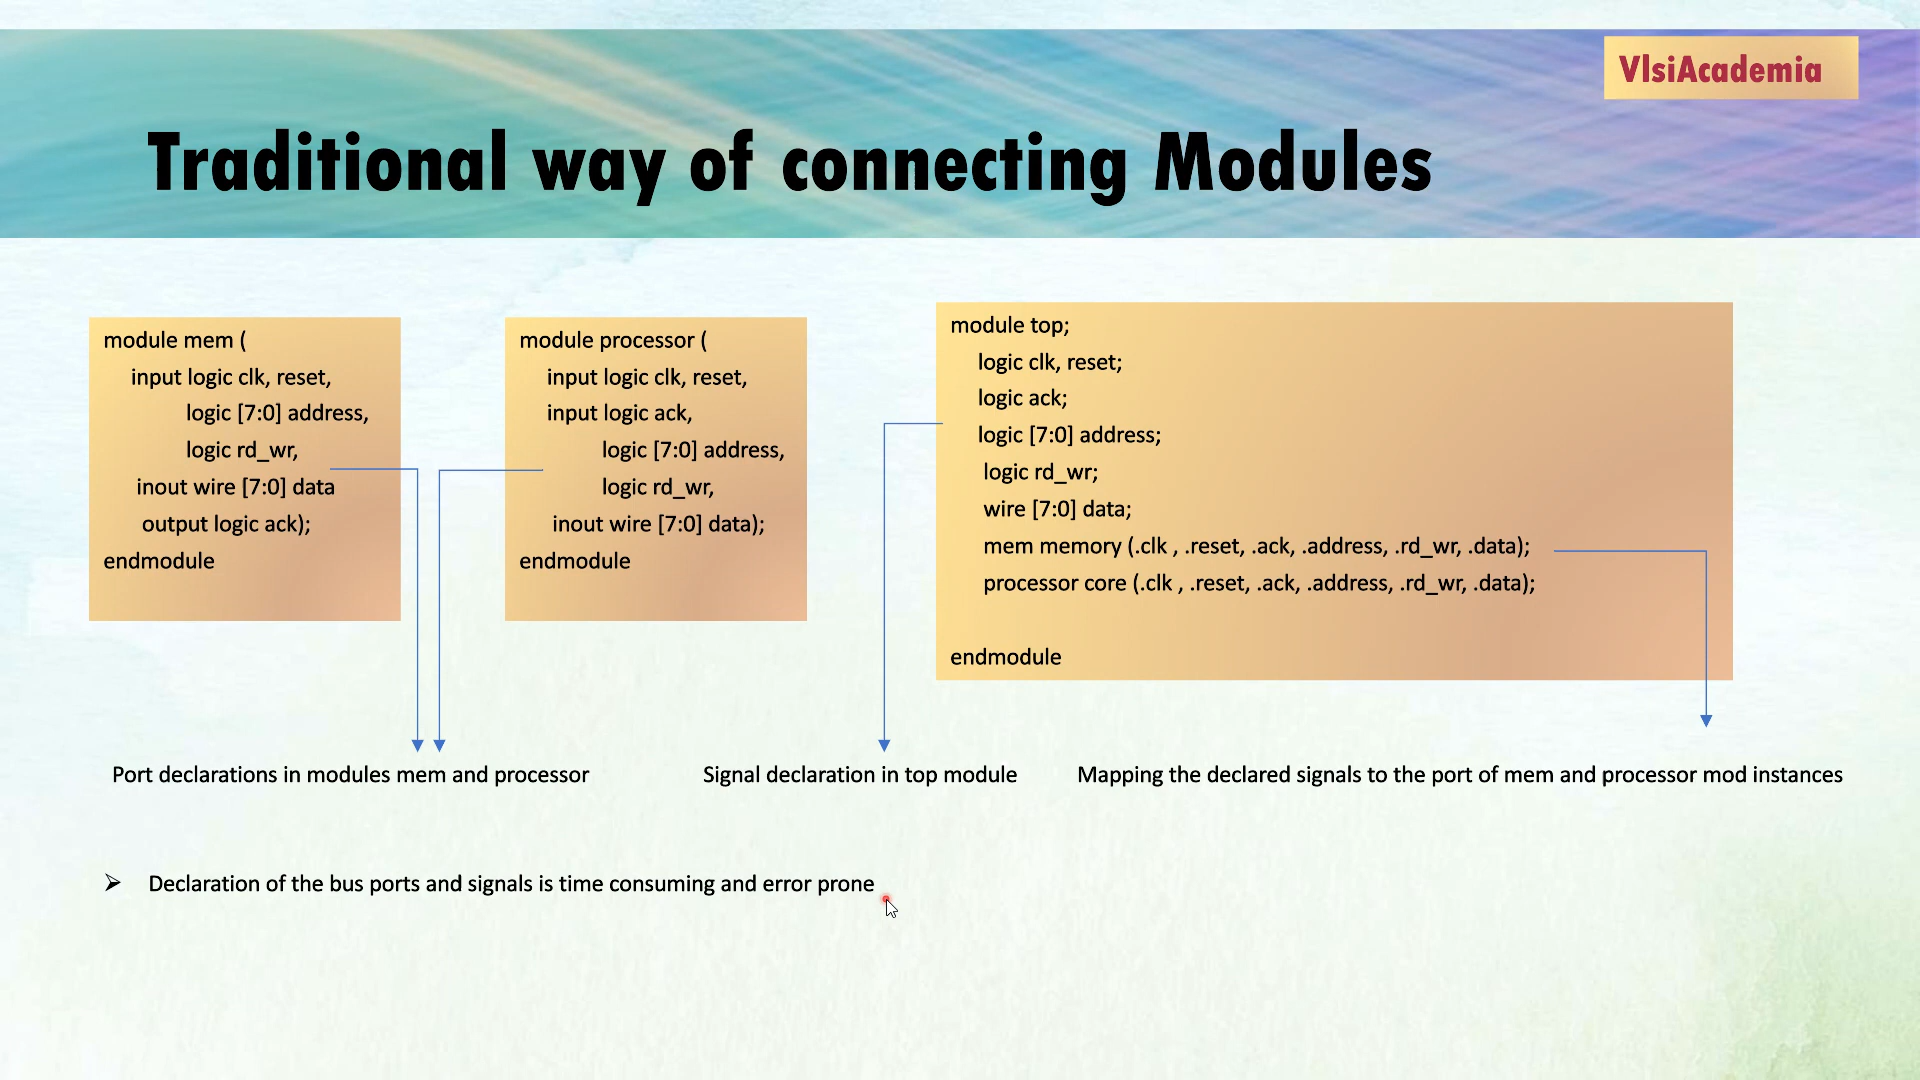 VlsiAcademia
Traditional way of connecting Modules
module mem (
input logic clk, reset,
logic [7:0] address,
logic rd_wr,
inout wire [7:0] data
output logic ack);
endmodule
module processor (
input logic clk, reset,
input logic ack,
logic [7:0] address,
logic rd_wr,
inout wire [7:0] data);
endmodule
module top;
logic clk, reset;
logic ack;
logic [7:0] address;
logic rd_wr;
wire [7:0] data;
mem memory (.clk , .reset, .ack, .address, .rd_wr, .data);
processor core (.clk , .reset, .ack, .address, .rd_wr, .data);
endmodule
Port declarations in modules mem and processor
Signal declaration in top module
Mapping the declared signals to the port of mem and processor mod instances
Declaration of the bus ports and signals is time consuming and error prone